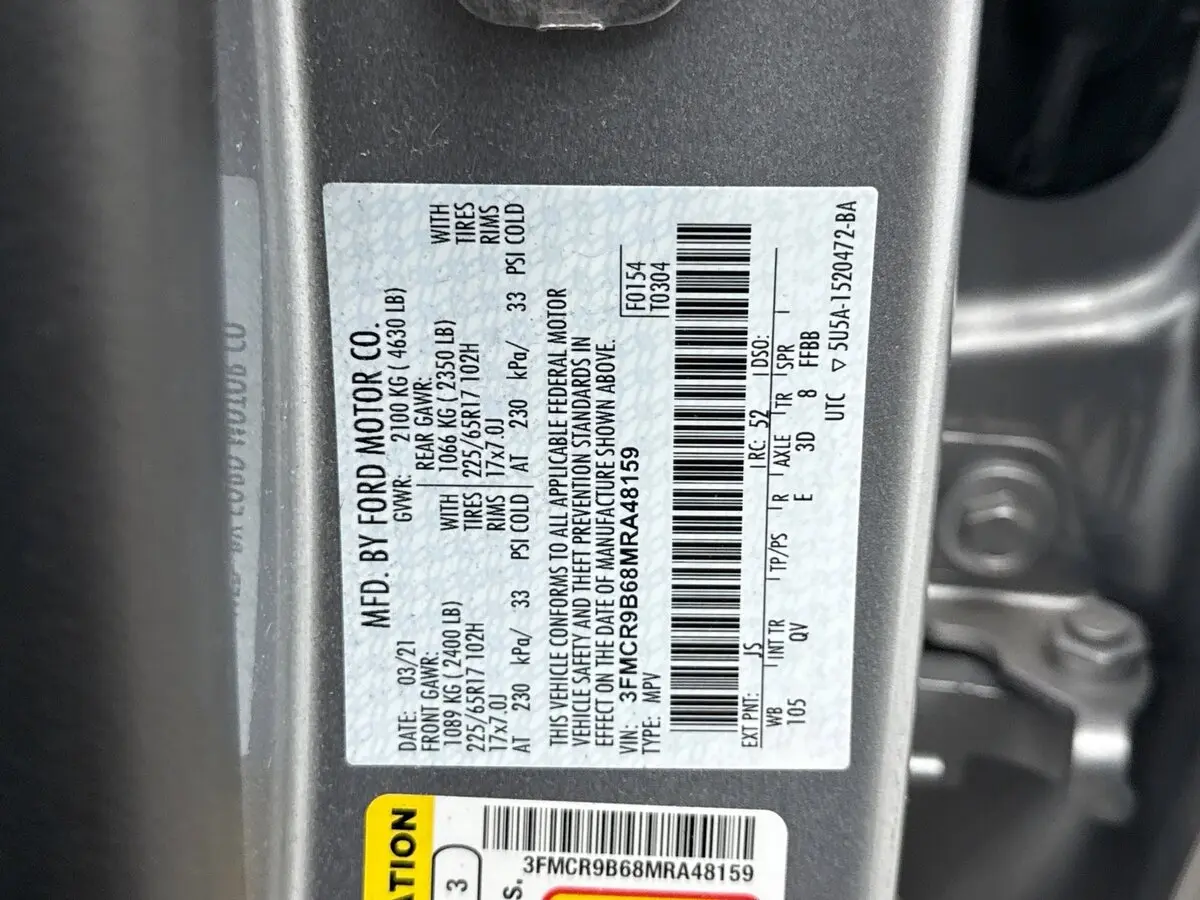 MFD. BY FORD MOTOR CO.
DATE: 03/21 GVWR: 2100 KG ( 4630 LB)
FRONT GAWR: REAR GAWR:
1089 KG ( 2400 LB) WITH 1066 KG ( 2350 LB) WITH
225/65R17 102H TIRES 225/65R17 102H TIRES
17x7.0J RIMS 17x7.0J RIMS
AT 230 kPa/ 33 PSI COLD AT 230 kPa/ 33 PSI COLD
THIS VEHICLE CONFORMS TO ALL APPLICABLE FEDERAL MOTOR
VEHICLE SAFETY AND THEFT PREVENTION STANDARDS IN
EFFECT ON THE DATE OF MANUFACTURE SHOWN ABOVE.
VIN: 3FMCR9B68MRA48159 F0154
TYPE: MPV T0304
EXT PNT: JS RC: 52 DSO:
WB INT TR TP/PS R AXLE TR SPR
105 QV E 3D 8 FFBB
UTC ▽ 5U5A-1520472-BA
ATION
3
S.
3FMCR9B68MRA48159